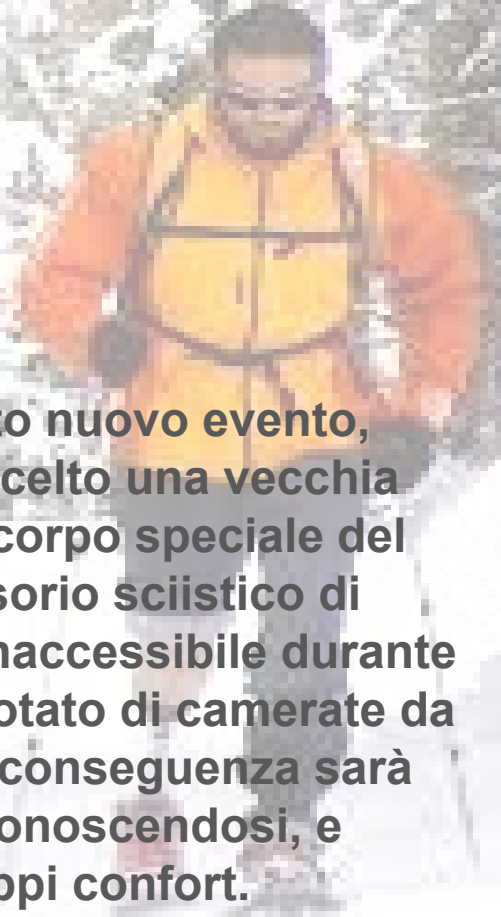 to nuovo evento,
celto una vecchia
corpo speciale del
sorio sciistico di
naccessibile durante
otato di camerate da
conseguenza sarà
onoscendosi, e
ppi confort.